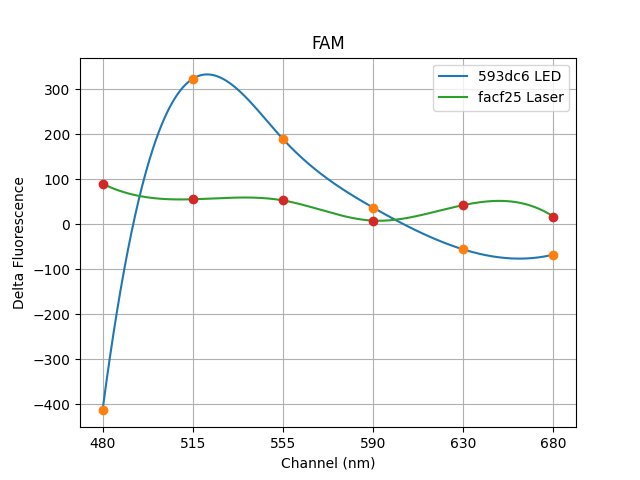 FAM
593dc6 LED
facf25 Laser
300
200
100
0
−100
−200
−300
−400
Delta Fluorescence
480 515 555 590 630 680
Channel (nm)